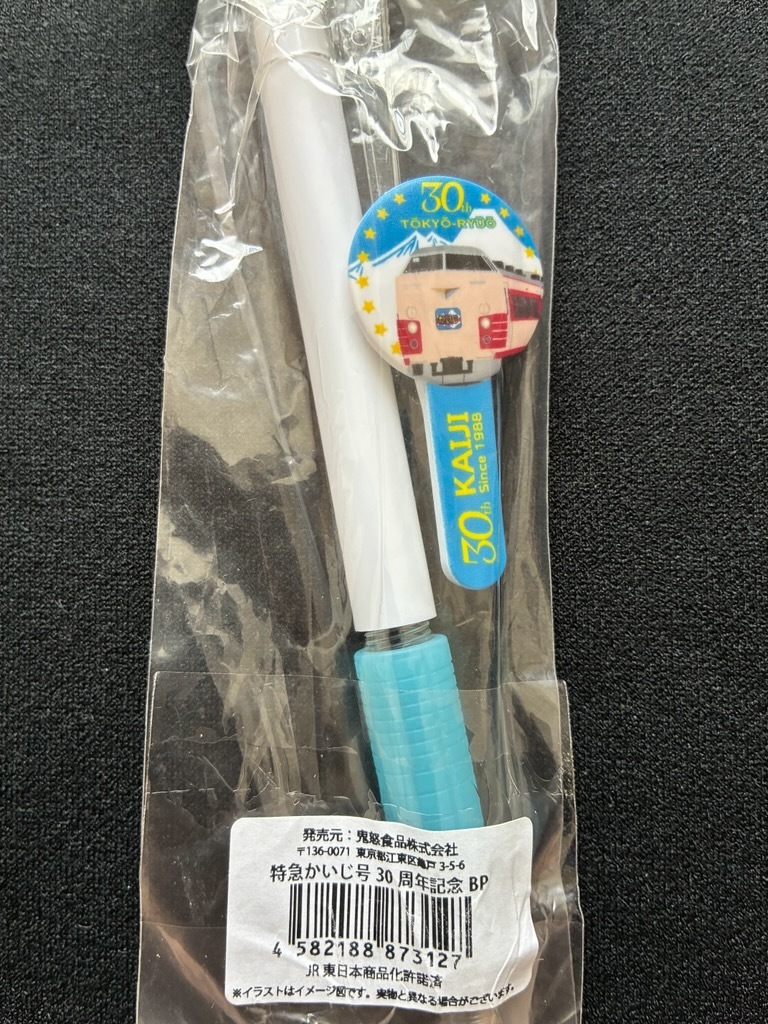 30th
TŌKYŌ-RYŪŌ
30th KAIJI
Since 1988
発売元：鬼怒食品株式会社
〒136-0071 東京都江東区亀戸 3-5-6
特急かいじ号 30 周年記念 BP
4 582188 873127
JR 東日本商品化許諾済
※イラストはイメージ図です。実物と異なる場合がございます。